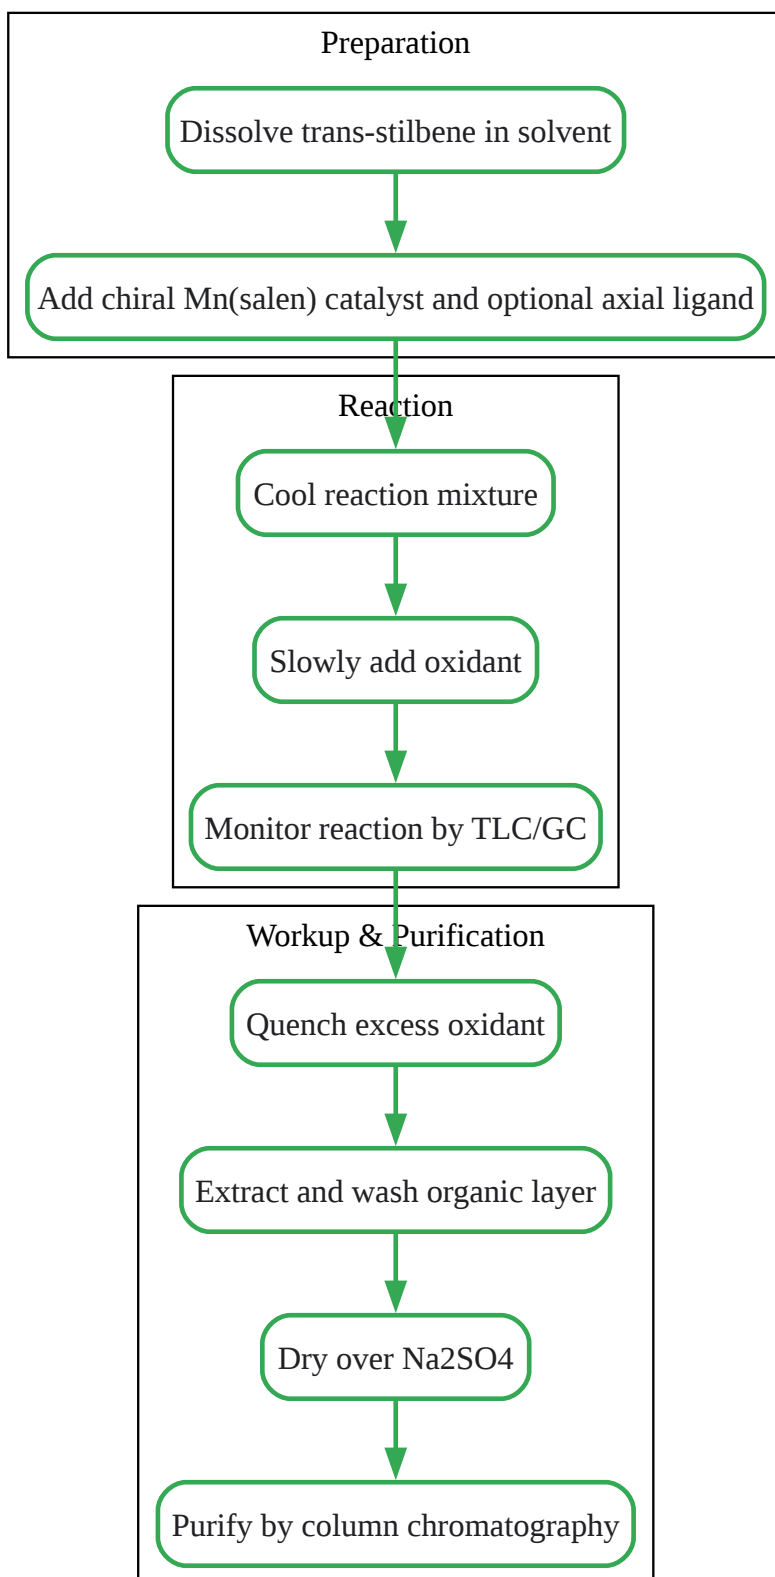 Preparation
Dissolve trans-stilbene in solvent
Add chiral Mn(salen) catalyst and optional axial ligand
Reaction
Cool reaction mixture
Slowly add oxidant
Monitor reaction by TLC/GC
Workup & Purification
Quench excess oxidant
Extract and wash organic layer
Dry over Na2SO4
Purify by column chromatography